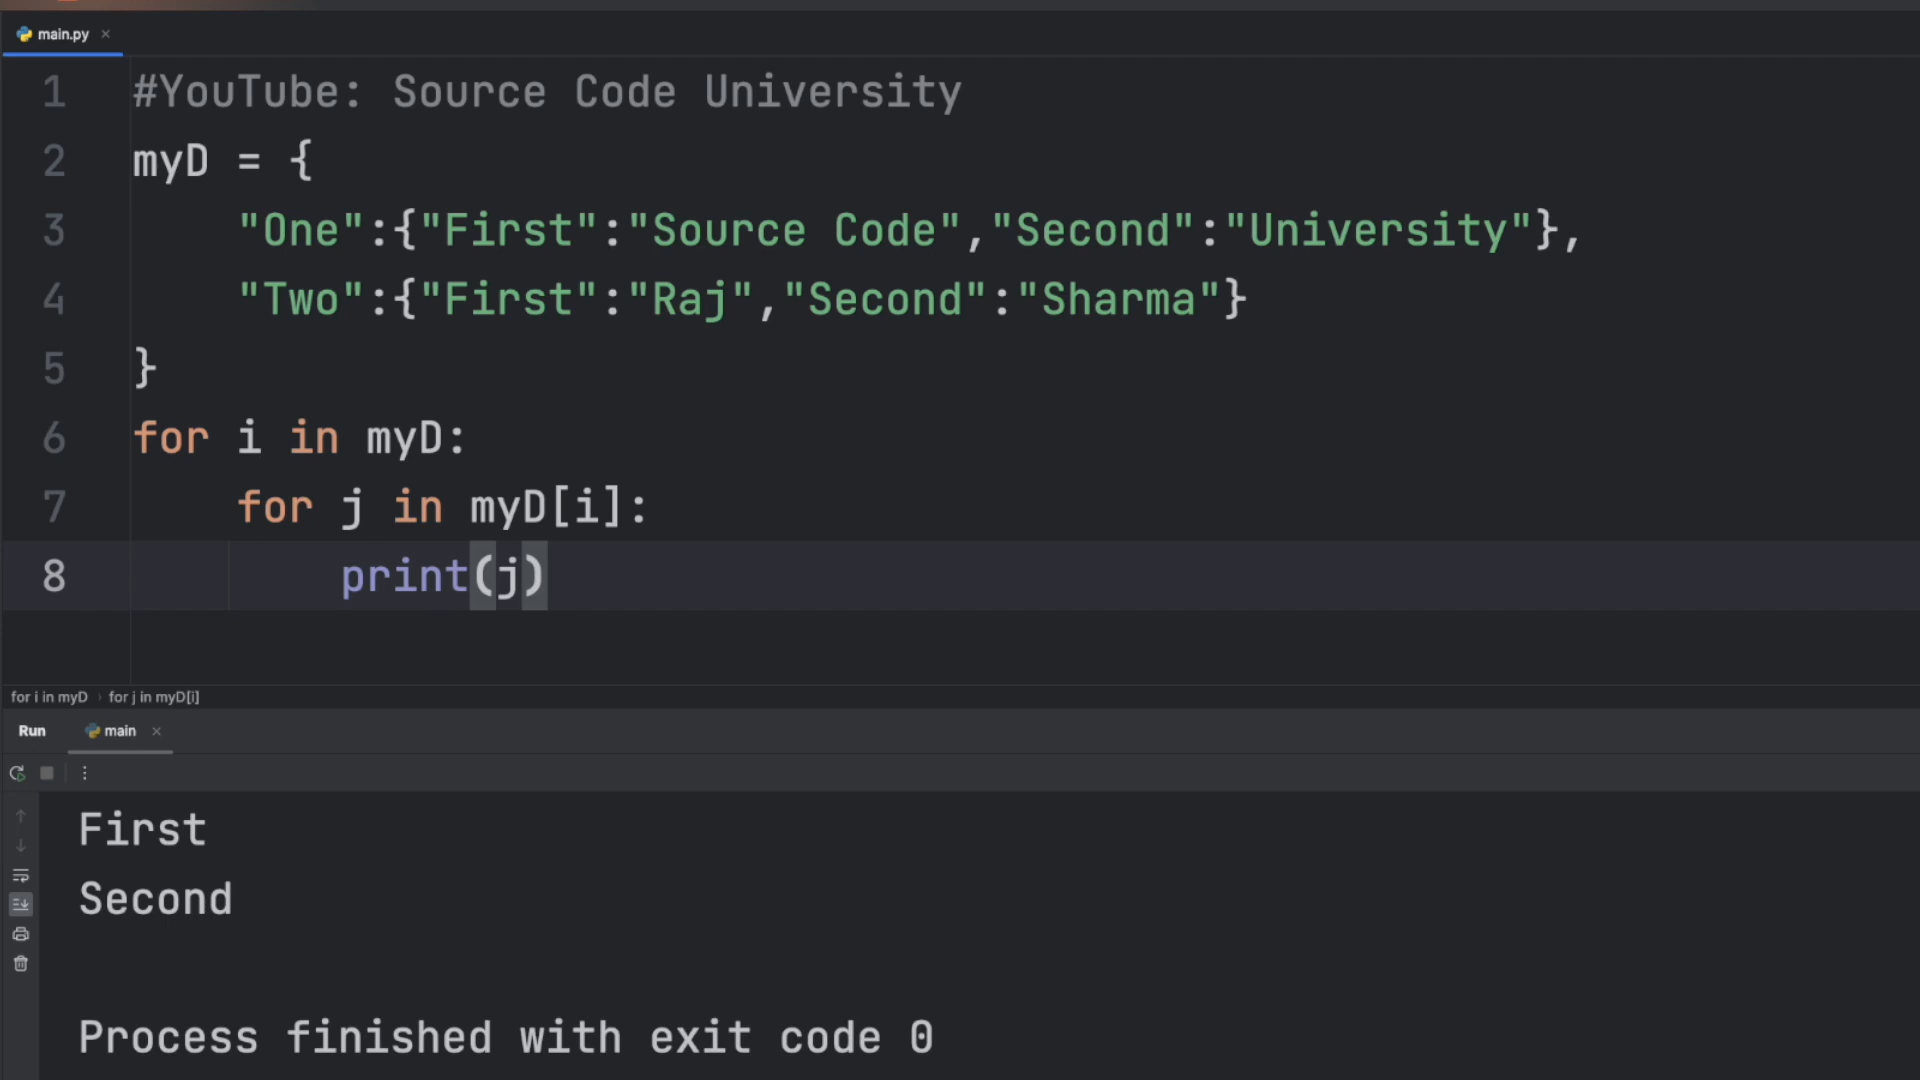 main.py
1 #YouTube: Source Code University
2 myD = {
3     "One":{"First":"Source Code","Second":"University"},
4     "Two":{"First":"Raj","Second":"Sharma"}
5 }
6 for i in myD:
7     for j in myD[i]:
8         print(j)
for i in myD › for j in myD[i]
Run main
First
Second
Process finished with exit code 0